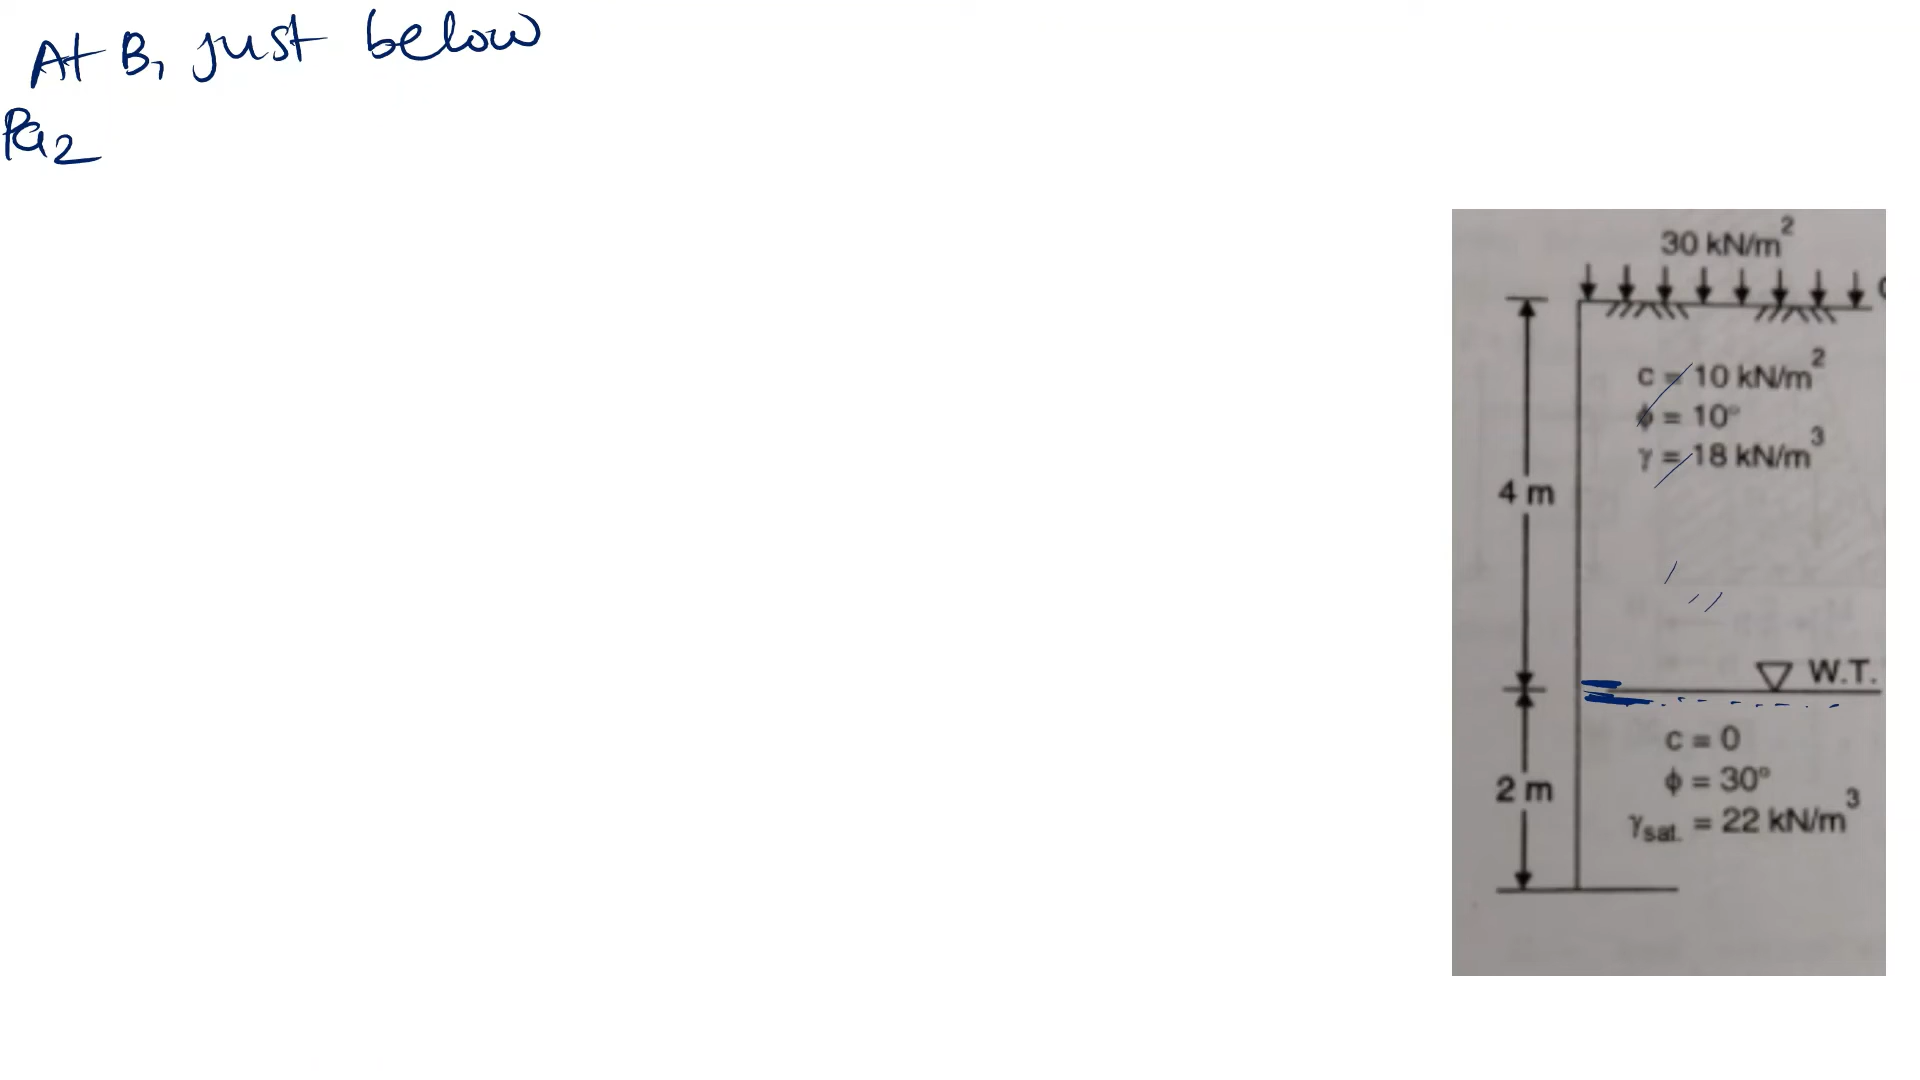 At B, just below
Pa2
30 kN/m²
c = 10 kN/m²
ϕ = 10°
γ = 18 kN/m³
4 m
W.T.
c = 0
ϕ = 30°
2 m
γsat. = 22 kN/m³